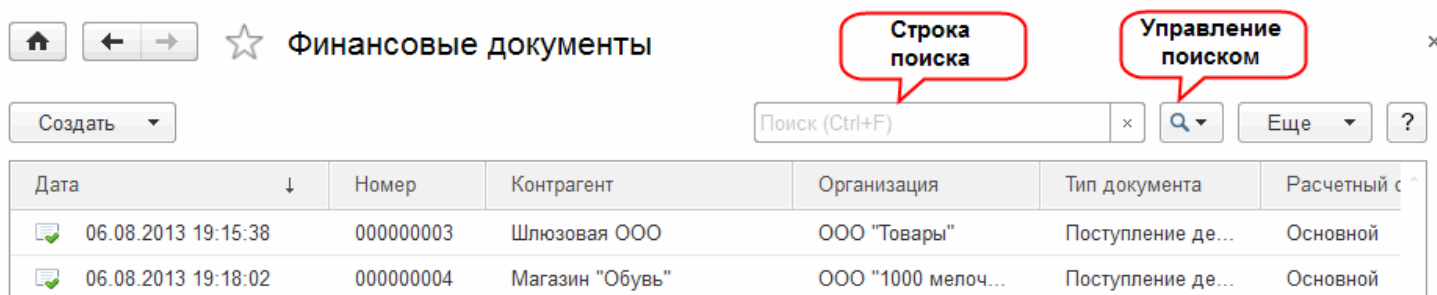 Финансовые документы
Строка
поиска
Управление
поиском
Создать
Поиск (Ctrl+F)
Еще
?
Дата Номер Контрагент Организация Тип документа Расчетный с
06.08.2013 19:15:38 000000003 Шлюзовая ООО ООО "Товары" Поступление де... Основной
06.08.2013 19:18:02 000000004 Магазин "Обувь" ООО "1000 мелоч... Поступление де... Основной